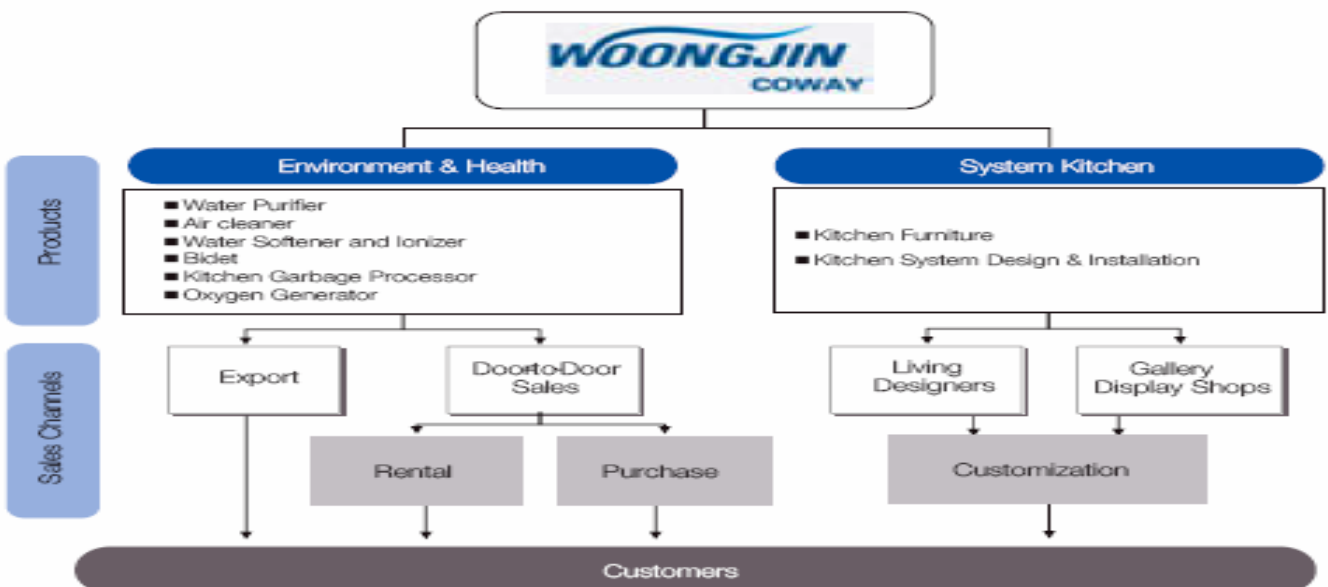 WOONGJIN
COWAY
Environment & Health
System Kitchen
Products
■ Water Purifier
■ Air cleaner
■ Water Softener and Ionizer
■ Bidet
■ Kitchen Garbage Processor
■ Oxygen Generator
■ Kitchen Furniture
■ Kitchen System Design & Installation
Sales Channels
Export
Door-to-Door
Sales
Living
Designers
Gallery
Display Shops
Rental
Purchase
Customization
Customers